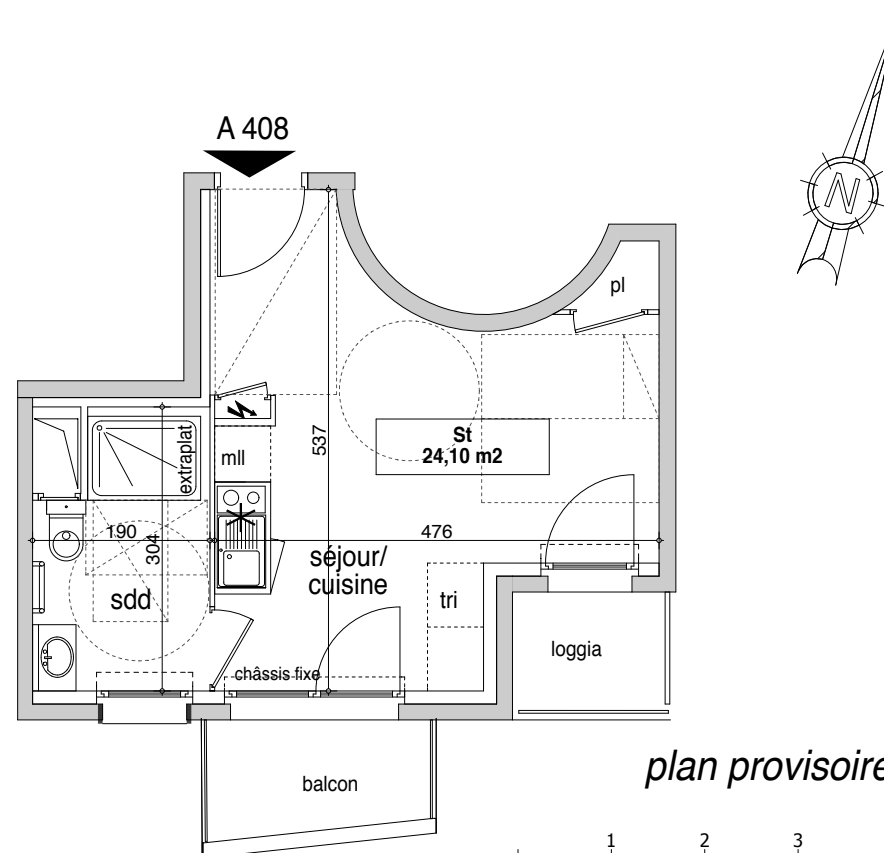 A 408
N
pl
extraplat
mll
537
St
24,10 m2
190
304
476
séjour/
cuisine
sdd
tri
loggia
châssis fixe
plan provisoire
balcon
1 2 3